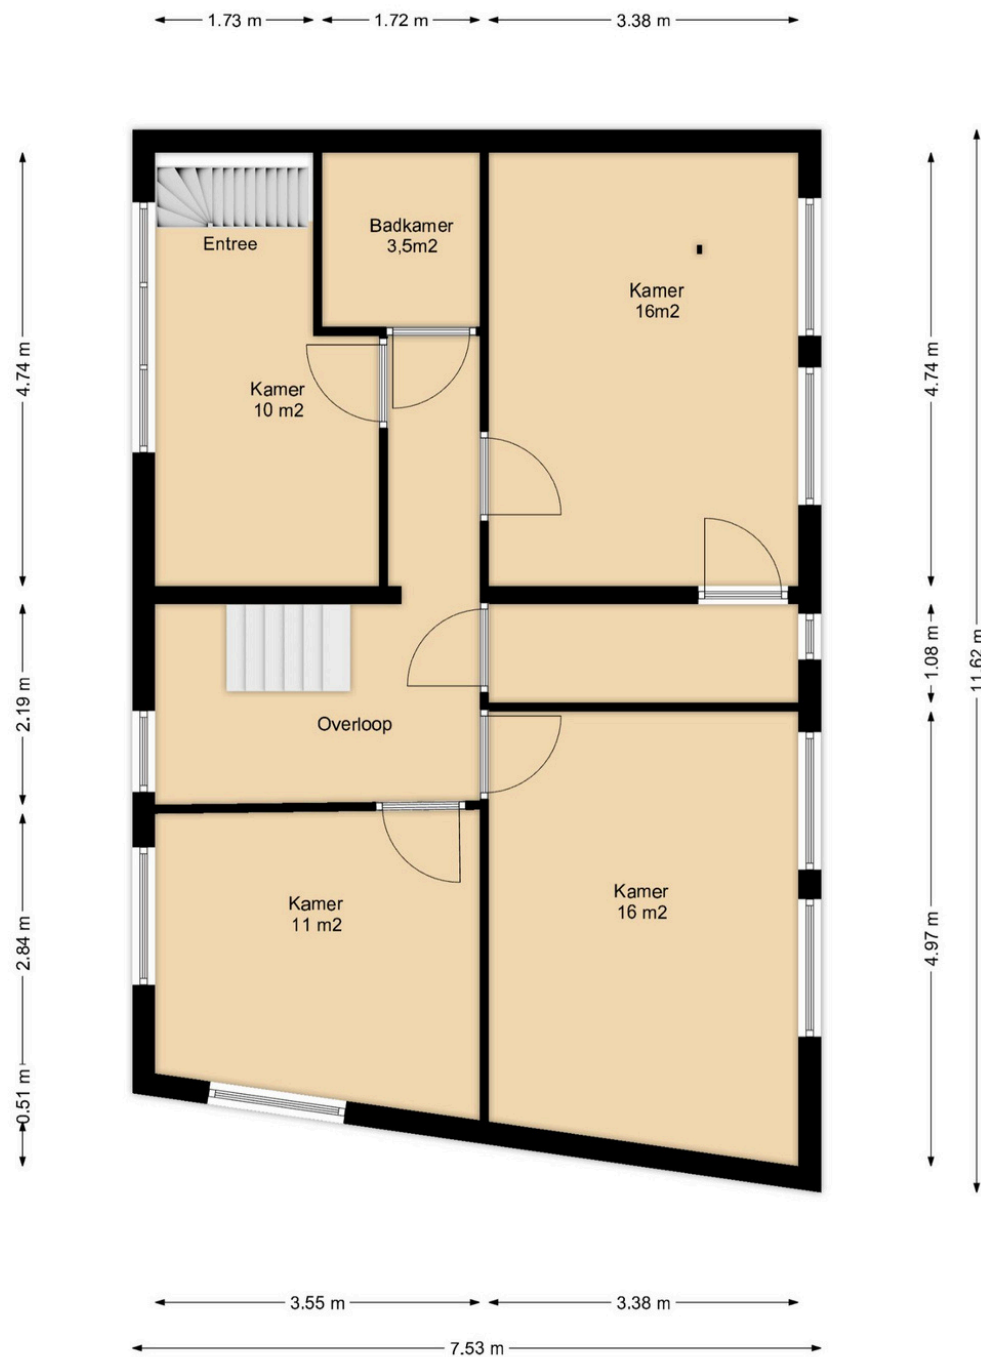 1.73 m
1.72 m
3.38 m
Entree
Badkamer
3,5m2
Kamer
16m2
Kamer
10 m2
4.74 m
4.74 m
2.19 m
1.08 m
11.62 m
Overloop
Kamer
11 m2
Kamer
16 m2
2.84 m
4.97 m
0.51 m
3.55 m
3.38 m
7.53 m